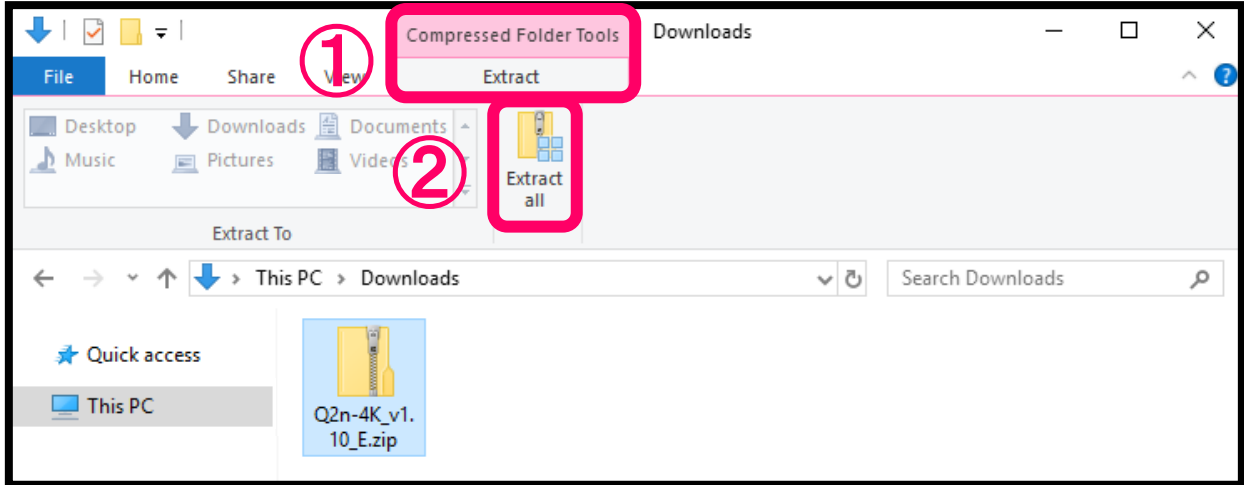 ①
Compressed Folder Tools
Downloads
File
Home
Share
View
Extract
Desktop
Downloads
Documents
Music
Pictures
Videos
②
Extract
all
Extract To
This PC > Downloads
Search Downloads
Quick access
This PC
Q2n-4K_v1.
10_E.zip